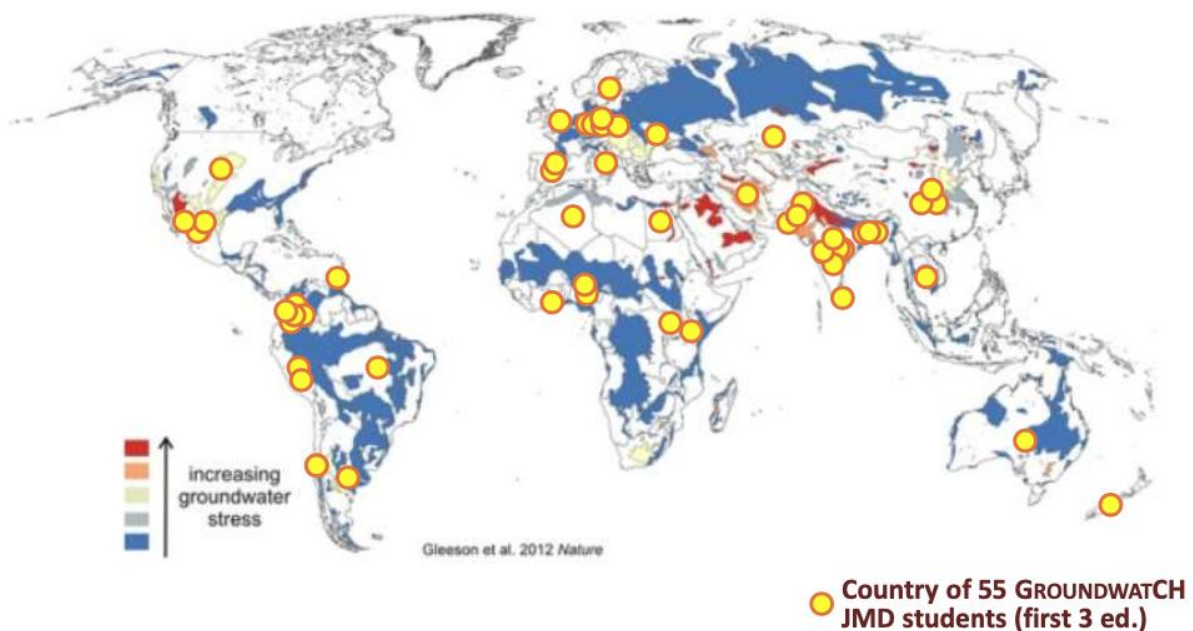 increasing
groundwater
stress
Gleeson et al. 2012 Nature
Country of 55 GROUNDWATCH
JMD students (first 3 ed.)